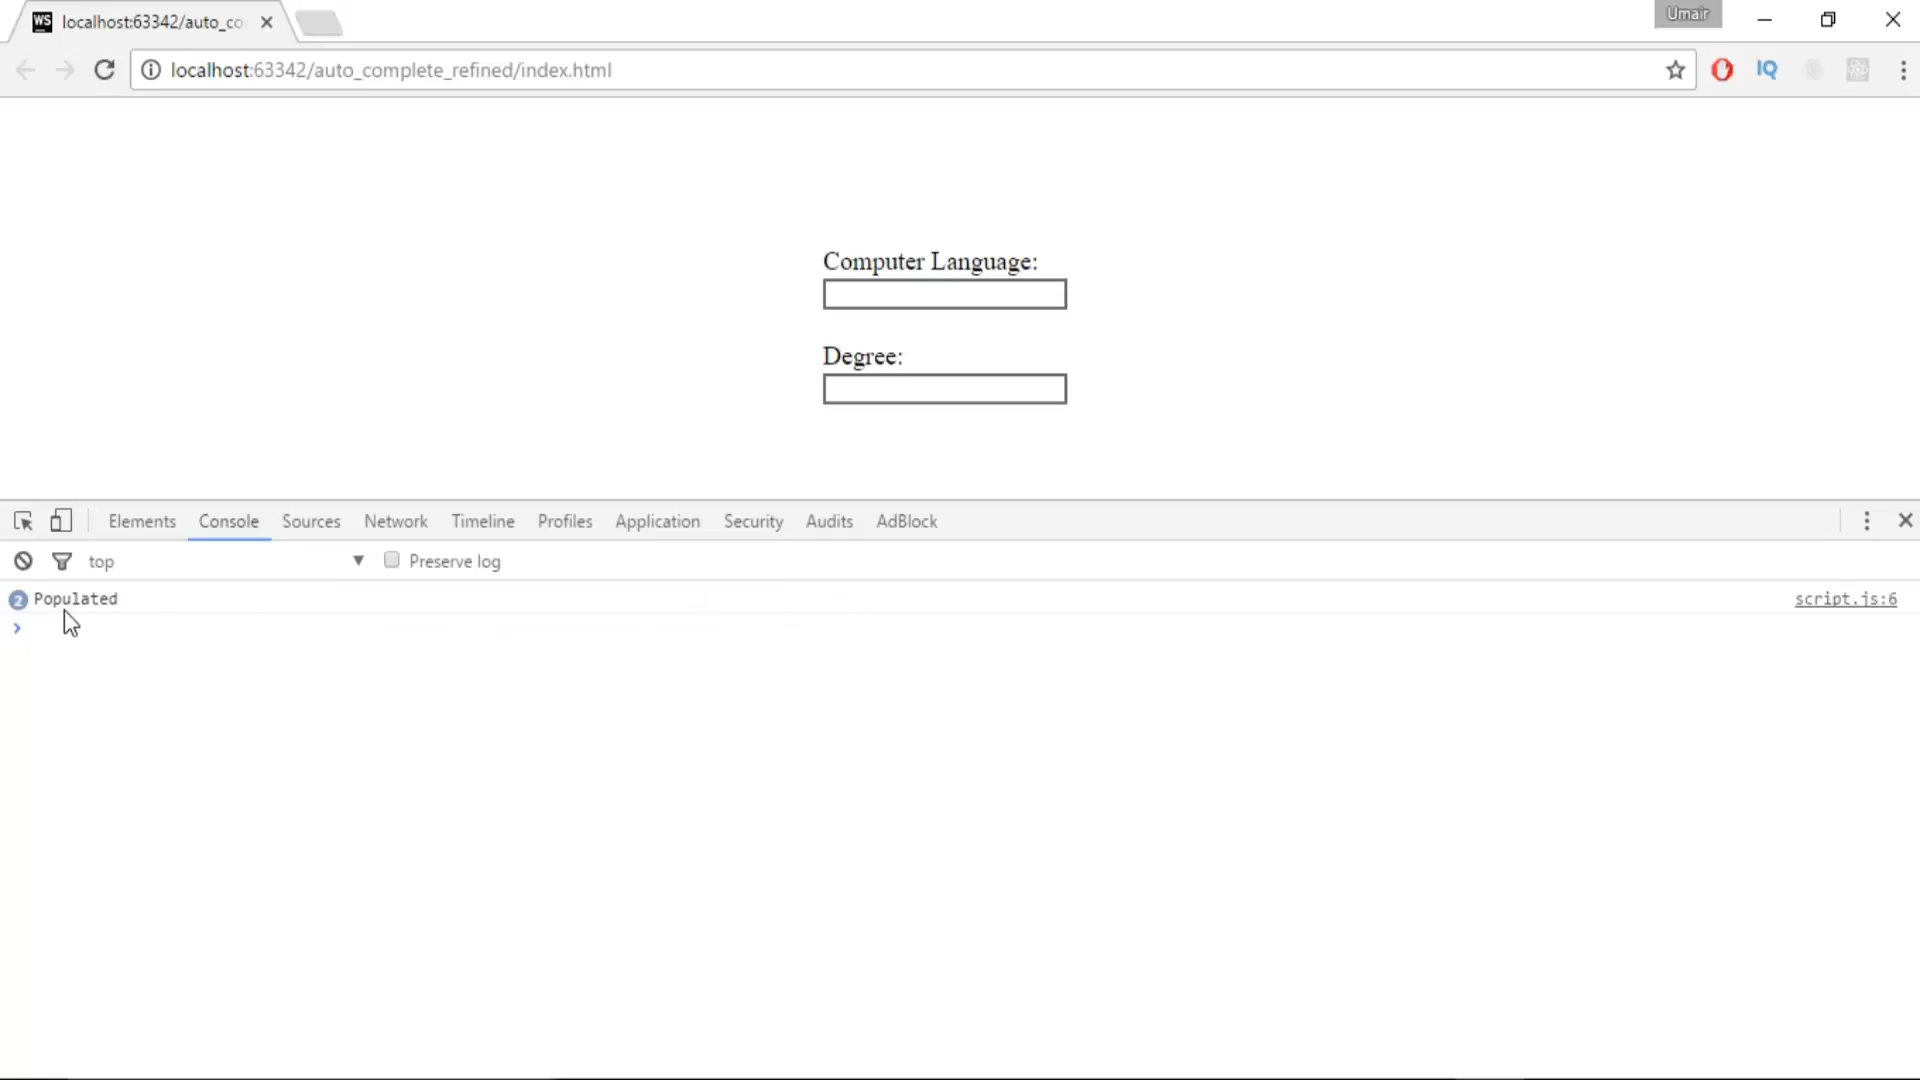 WS localhost:63342/auto_co
Umair
localhost:63342/auto_complete_refined/index.html
IQ
Computer Language:
Degree:
Elements Console Sources Network Timeline Profiles Application Security Audits AdBlock
top Preserve log
2 Populated script.js:6